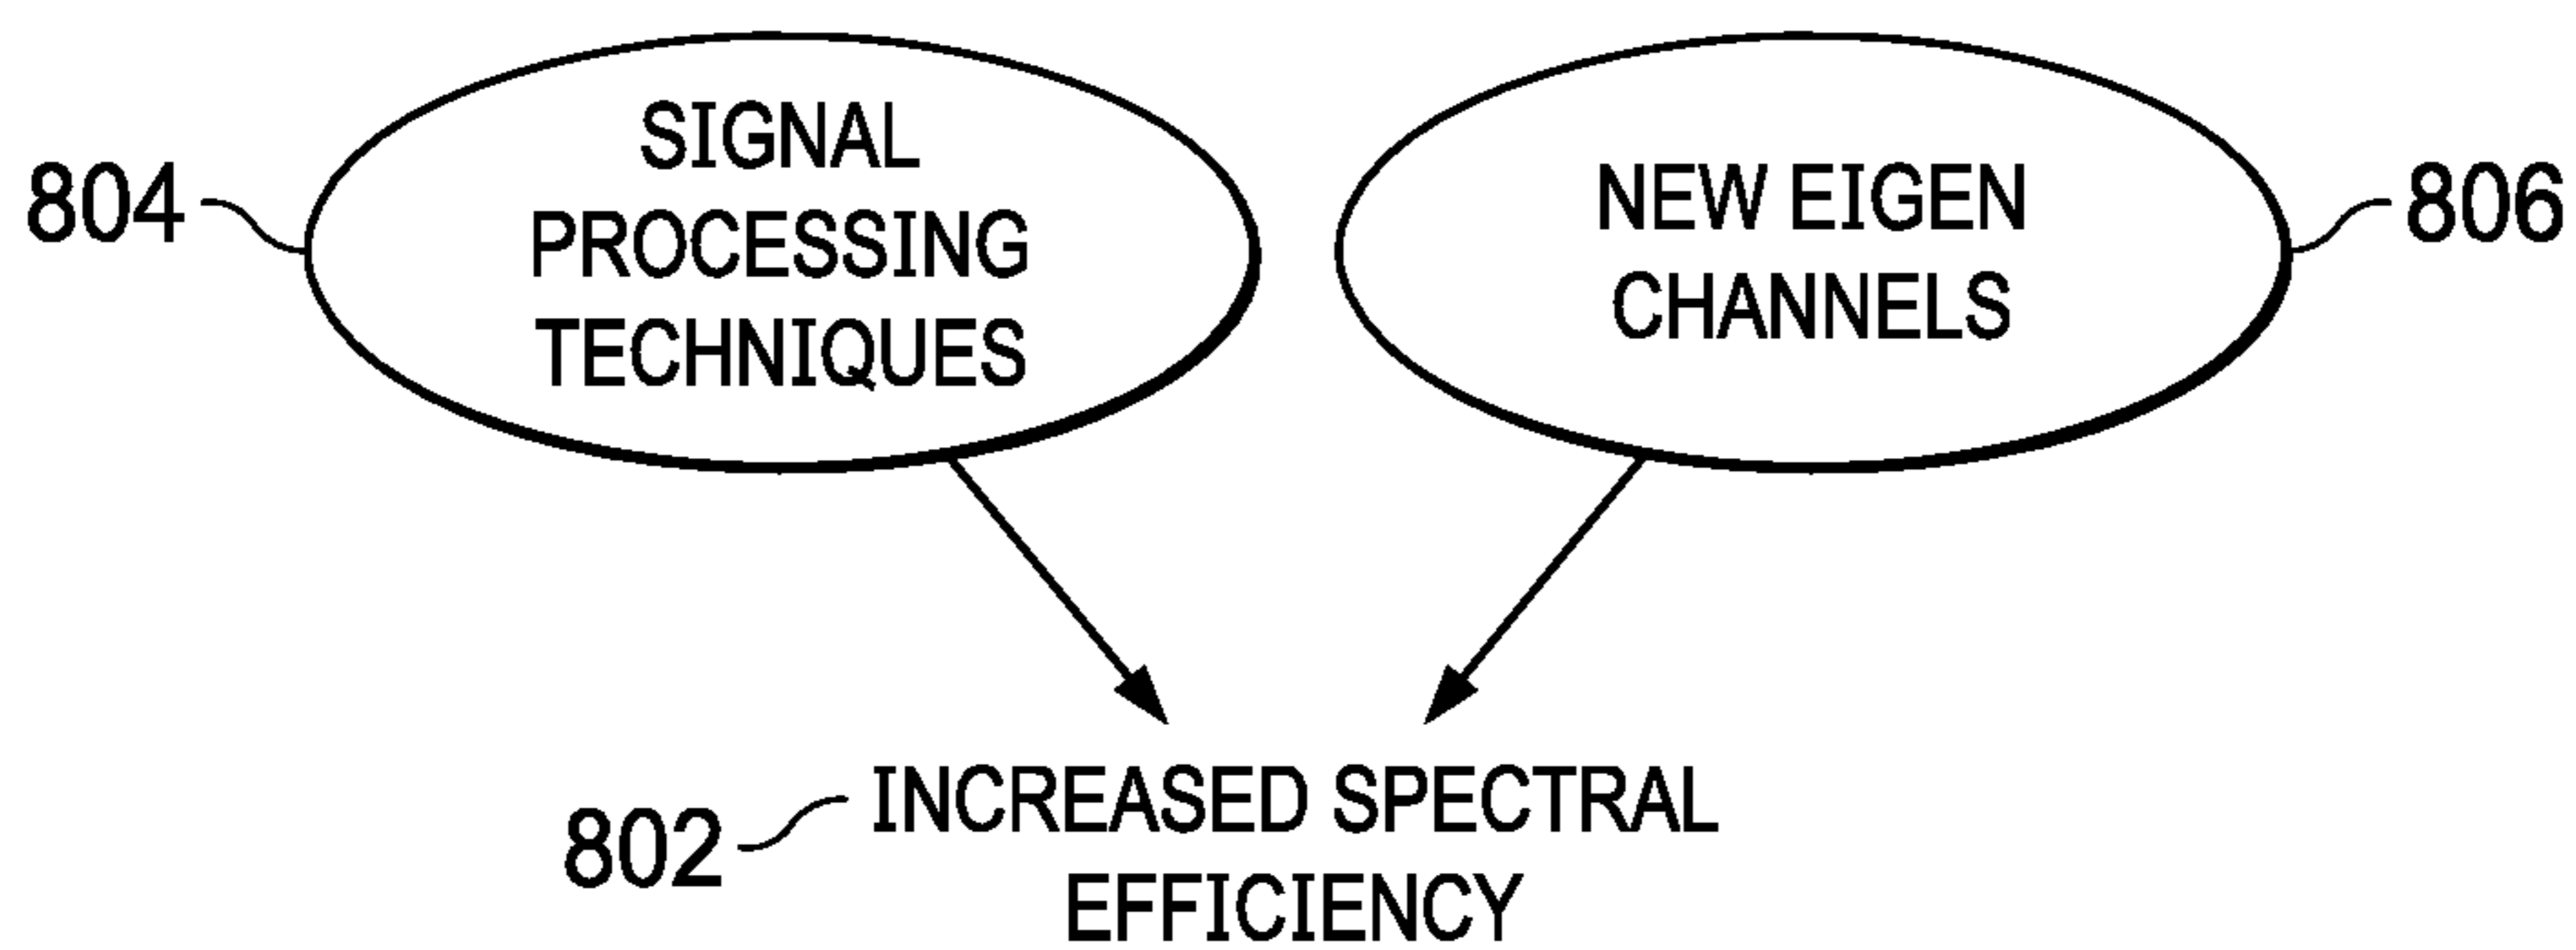 804
SIGNAL
PROCESSING
TECHNIQUES
NEW EIGEN
CHANNELS
806
802
INCREASED SPECTRAL
EFFICIENCY